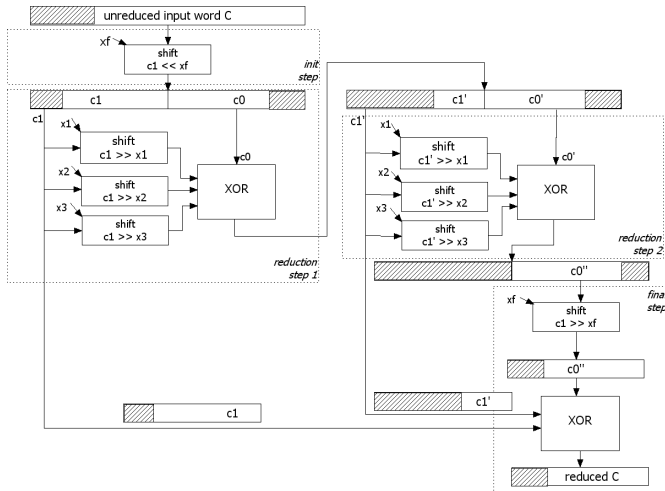 unreduced input word C
xf
shift
c1 << xf
init
step
c1
c0
c1
x1
shift
c1 >> x1
c0
x2
shift
c1 >> x2
XOR
x3
shift
c1 >> x3
reduction
step 1
c1'
c0'
c1'
x1
shift
c1' >> x1
c0'
x2
shift
c1' >> x2
XOR
x3
shift
c1' >> x3
reduction
step 2
c0''
fina
step
xf
shift
c1 >> xf
c0''
c1'
c1
XOR
reduced C